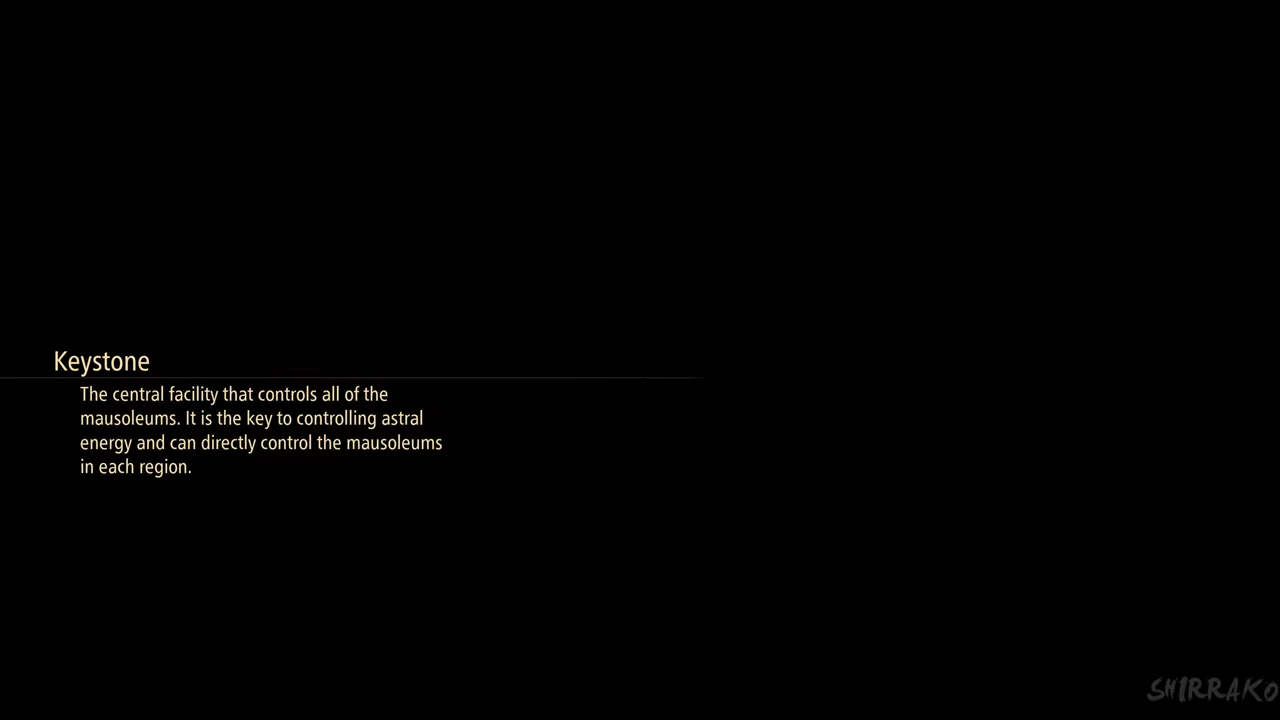 Keystone
The central facility that controls all of the
mausoleums. It is the key to controlling astral
energy and can directly control the mausoleums
in each region.
SHIRRAKO